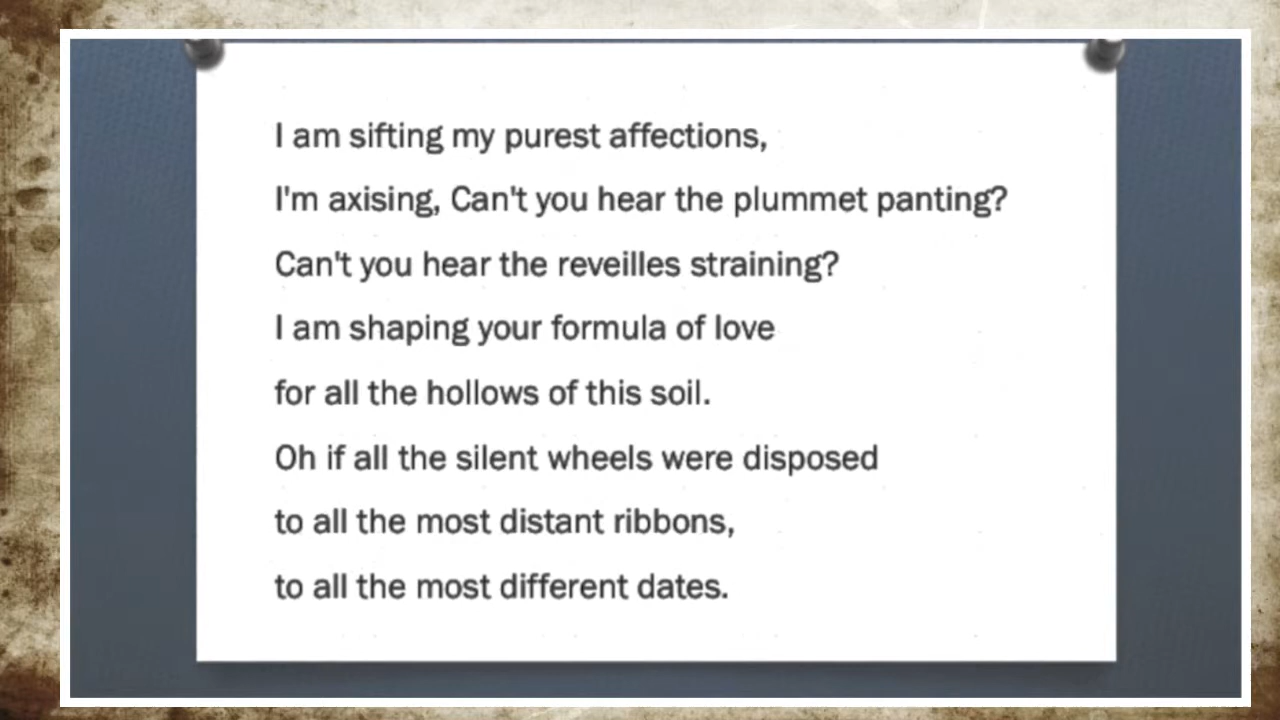 I am sifting my purest affections,
I'm axising, Can't you hear the plummet panting?
Can't you hear the reveilles straining?
I am shaping your formula of love
for all the hollows of this soil.
Oh if all the silent wheels were disposed
to all the most distant ribbons,
to all the most different dates.